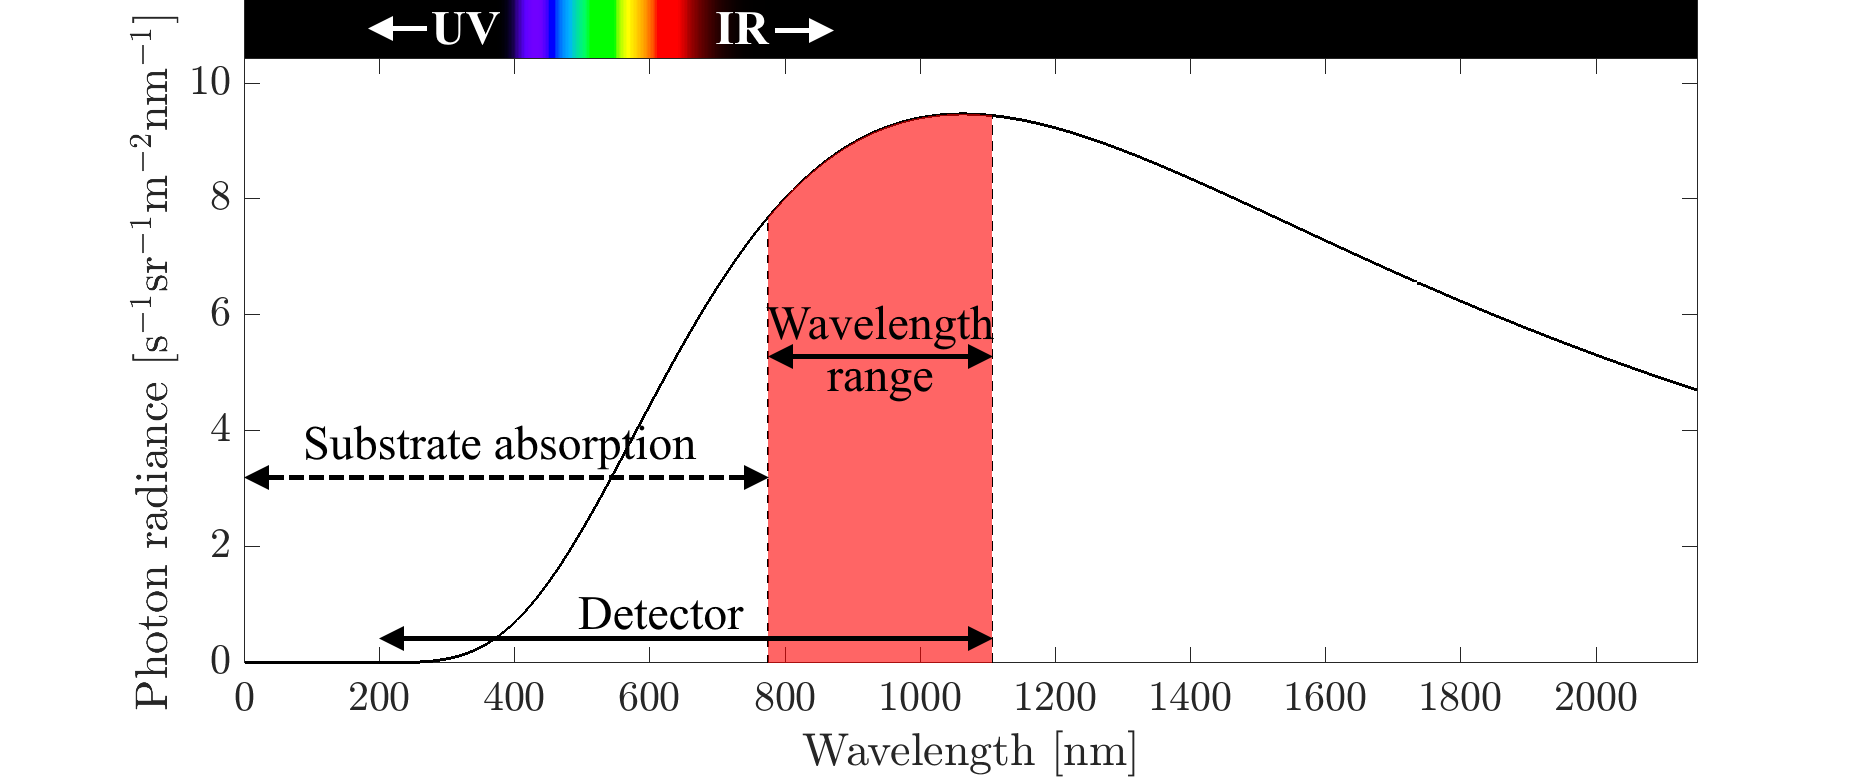 ←UV IR→
Photon radiance [s⁻¹sr⁻¹m⁻²nm⁻¹]
10
8
6
4
2
0
Wavelength
range
Substrate absorption
Detector
0 200 400 600 800 1000 1200 1400 1600 1800 2000
Wavelength [nm]